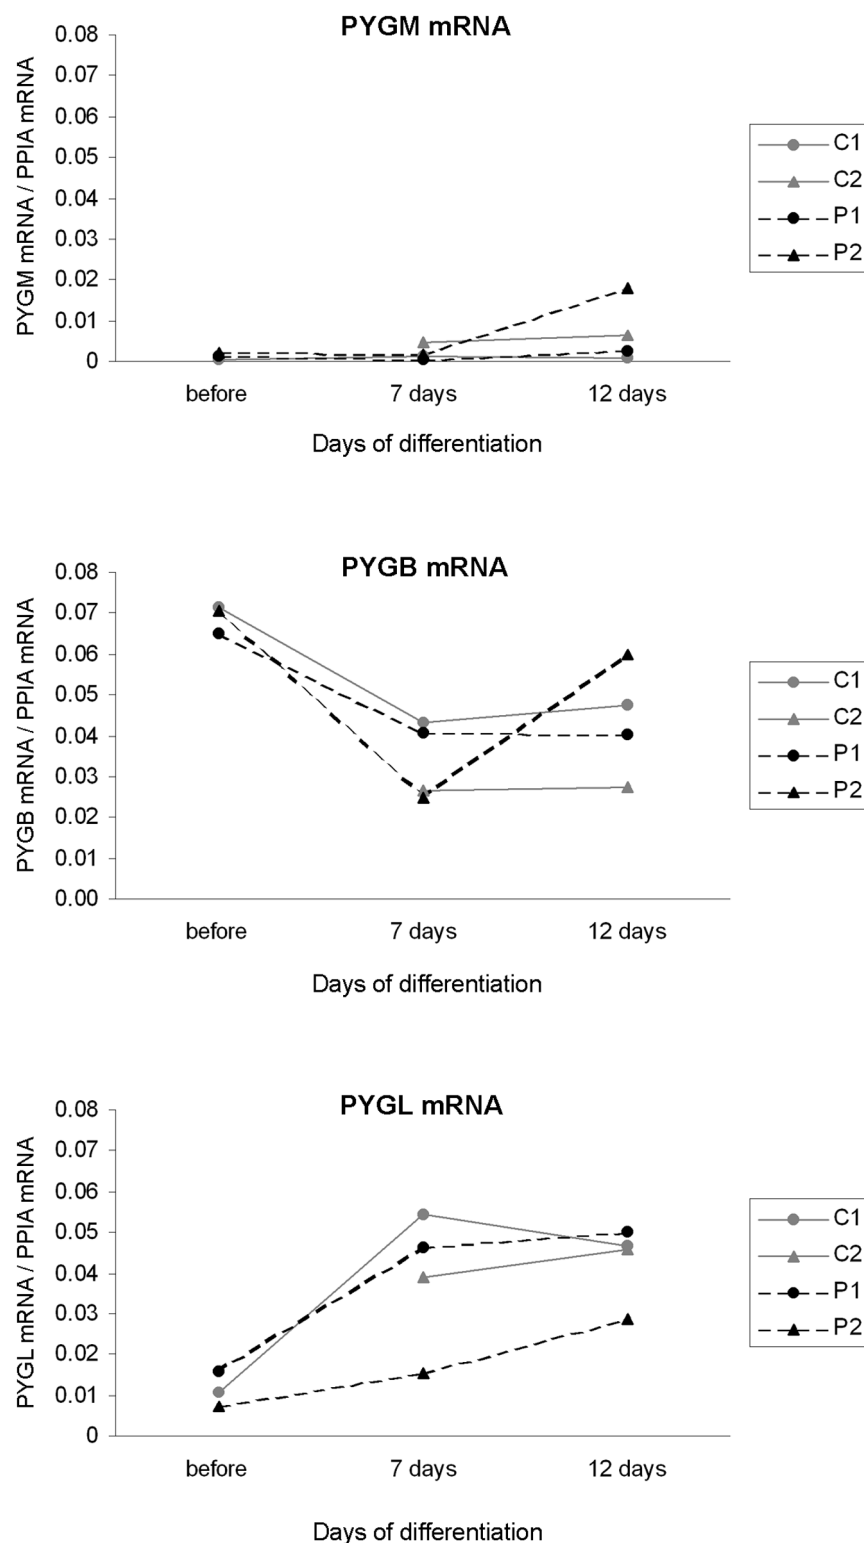 PYGM mRNA
PYGM mRNA / PPIA mRNA
0.08
0.07
0.06
0.05
0.04
0.03
0.02
0.01
0
before 7 days 12 days
Days of differentiation
C1
C2
P1
P2
PYGB mRNA
PYGB mRNA / PPIA mRNA
0.08
0.07
0.06
0.05
0.04
0.03
0.02
0.01
0.00
before 7 days 12 days
Days of differentiation
C1
C2
P1
P2
PYGL mRNA
PYGL mRNA / PPIA mRNA
0.08
0.07
0.06
0.05
0.04
0.03
0.02
0.01
0
before 7 days 12 days
Days of differentiation
C1
C2
P1
P2